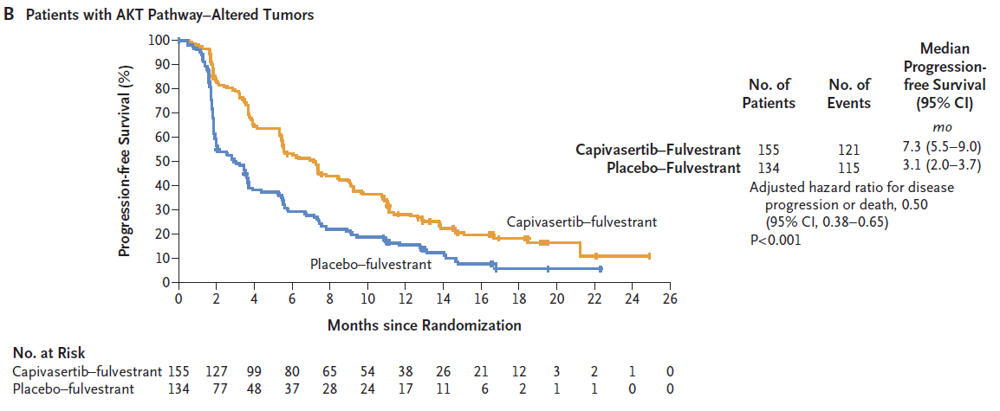 B Patients with AKT Pathway–Altered Tumors
Progression-free Survival (%)
100
90
80
70
60
50
40
30
20
10
0
0 2 4 6 8 10 12 14 16 18 20 22 24 26
Months since Randomization
Capivasertib–fulvestrant
Placebo–fulvestrant
No. of Patients
No. of Events
Median Progression-free Survival (95% CI)
mo
Capivasertib–Fulvestrant 155 121 7.3 (5.5–9.0)
Placebo–Fulvestrant 134 115 3.1 (2.0–3.7)
Adjusted hazard ratio for disease
progression or death, 0.50
(95% CI, 0.38–0.65)
P<0.001
No. at Risk
Capivasertib–fulvestrant 155 127 99 80 65 54 38 26 21 12 3 2 1 0
Placebo–fulvestrant 134 77 48 37 28 24 17 11 6 2 1 1 0 0